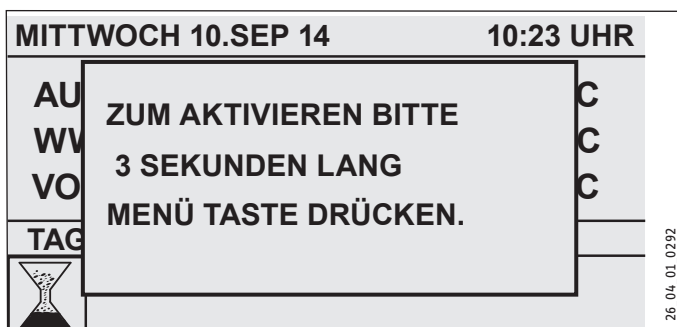 MITTWOCH 10.SEP 14 10:23 UHR
AU C
ZUM AKTIVIEREN BITTE
WW C
3 SEKUNDEN LANG
VO C
MENÜ TASTE DRÜCKEN.
TAG
26 04 01 0292